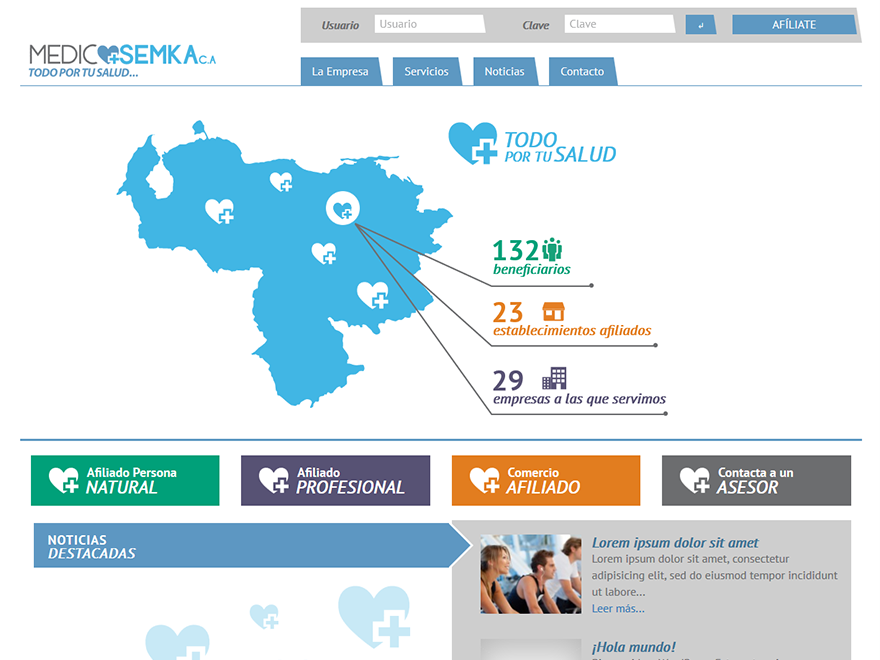 Usuario Usuario Clave Clave AFÍLIATE
MEDICOSEMKA C.A
TODO POR TU SALUD...
La Empresa Servicios Noticias Contacto
TODO
POR TU SALUD
132
beneficiarios
23
establecimientos afiliados
29
empresas a las que servimos
Afiliado Persona
NATURAL
Afiliado
PROFESIONAL
Comercio
AFILIADO
Contacta a un
ASESOR
NOTICIAS
DESTACADAS
Lorem ipsum dolor sit amet
Lorem ipsum dolor sit amet, consectetur
adipisicing elit, sed do eiusmod tempor incididunt
ut labore...
Leer más...
¡Hola mundo!